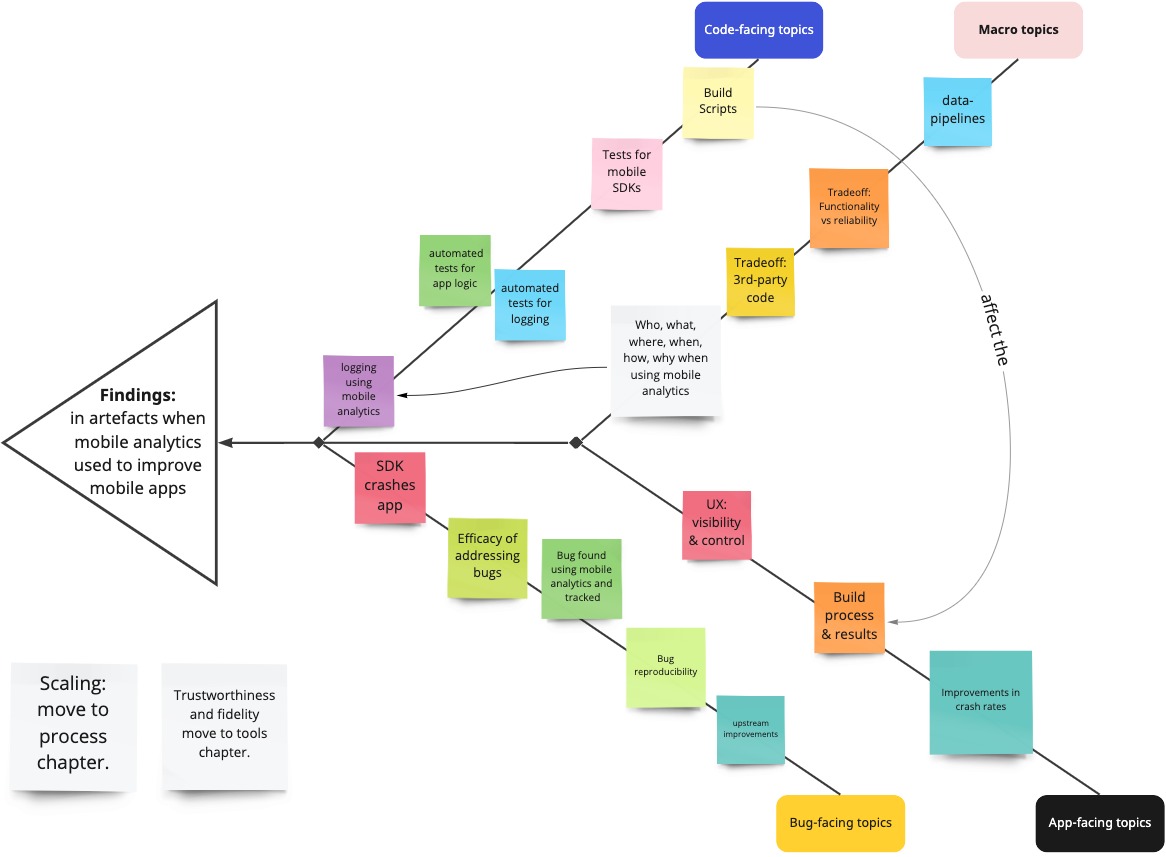 Code-facing topics
Macro topics
Build
Scripts
data-
pipelines
Tests for
mobile
SDKs
Tradeoff:
Functionality
vs reliability
automated
tests for
app logic
automated
tests for
logging
Tradeoff:
3rd-party
code
Who, what,
where, when,
how, why when
using mobile
analytics
affect the
logging
using
mobile
analytics
Findings:
in artefacts when
mobile analytics
used to improve
mobile apps
SDK
crashes
app
Efficacy of
addressing
bugs
Bug found
using mobile
analytics and
tracked
Bug
reproducibility
upstream
improvements
UX:
visibility
& control
Build
process
& results
Improvements in
crash rates
Scaling:
move to
process
chapter.
Trustworthiness
and fidelity
move to tools
chapter.
Bug-facing topics
App-facing topics